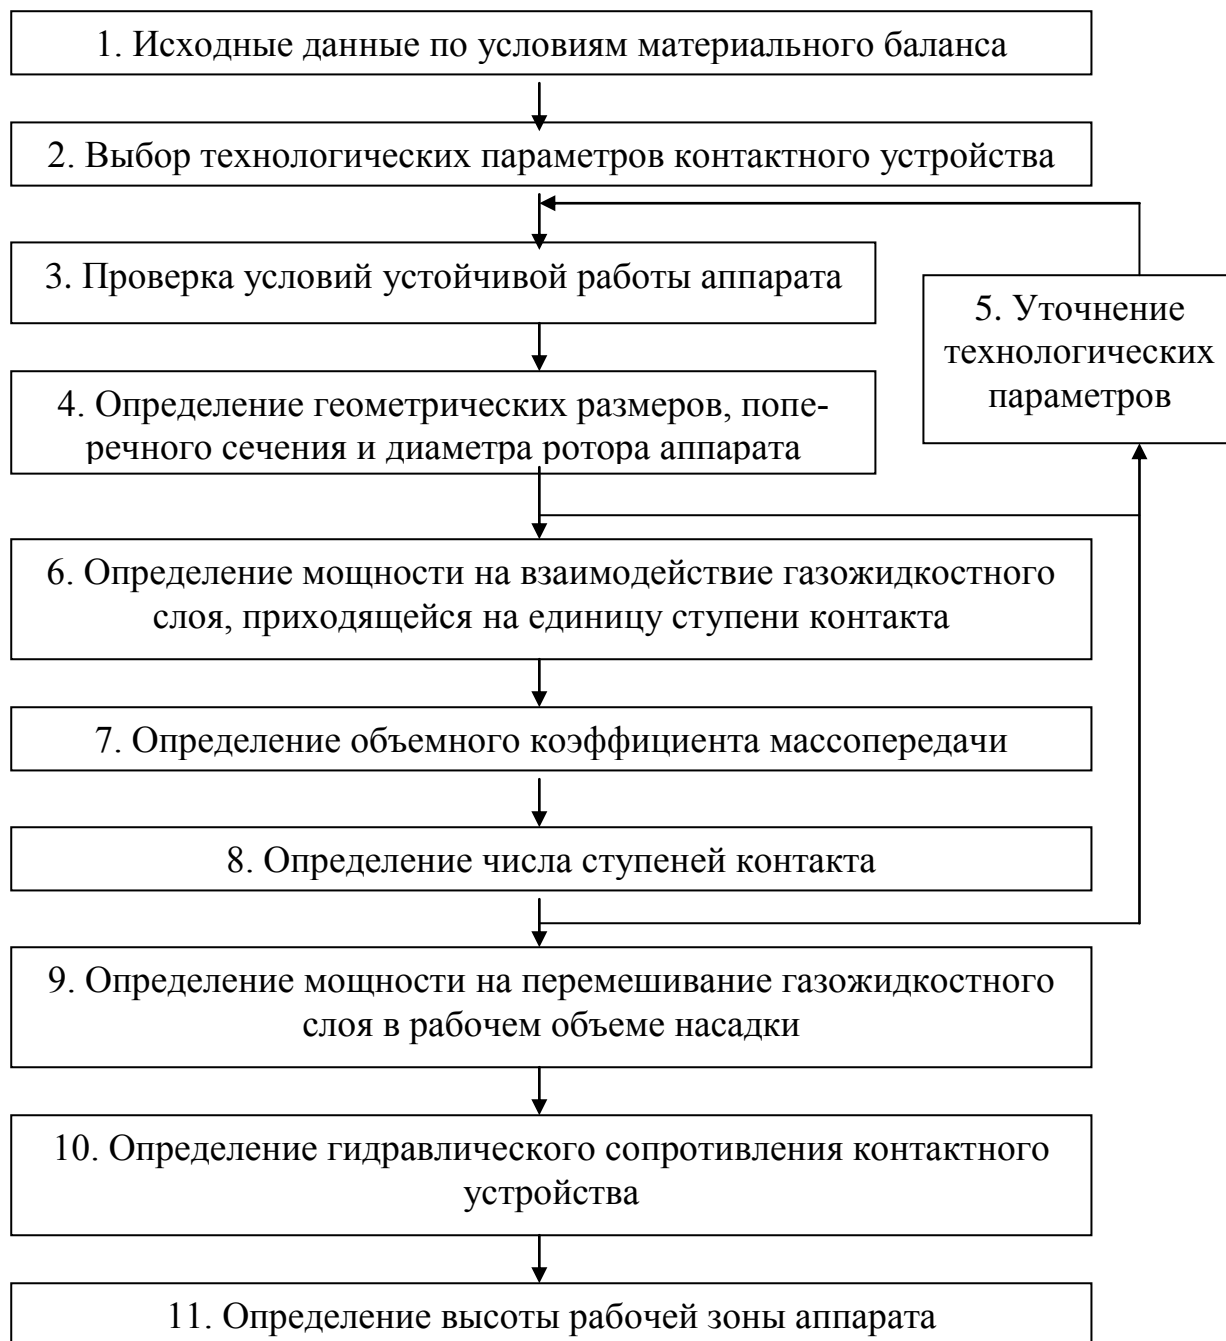 1. Исходные данные по условиям материального баланса
2. Выбор технологических параметров контактного устройства
3. Проверка условий устойчивой работы аппарата
4. Определение геометрических размеров, попе-
речного сечения и диаметра ротора аппарата
5. Уточнение
технологических
параметров
6. Определение мощности на взаимодействие газожидкостного
слоя, приходящейся на единицу ступени контакта
7. Определение объемного коэффициента массопередачи
8. Определение числа ступеней контакта
9. Определение мощности на перемешивание газожидкостного
слоя в рабочем объеме насадки
10. Определение гидравлического сопротивления контактного
устройства
11. Определение высоты рабочей зоны аппарата